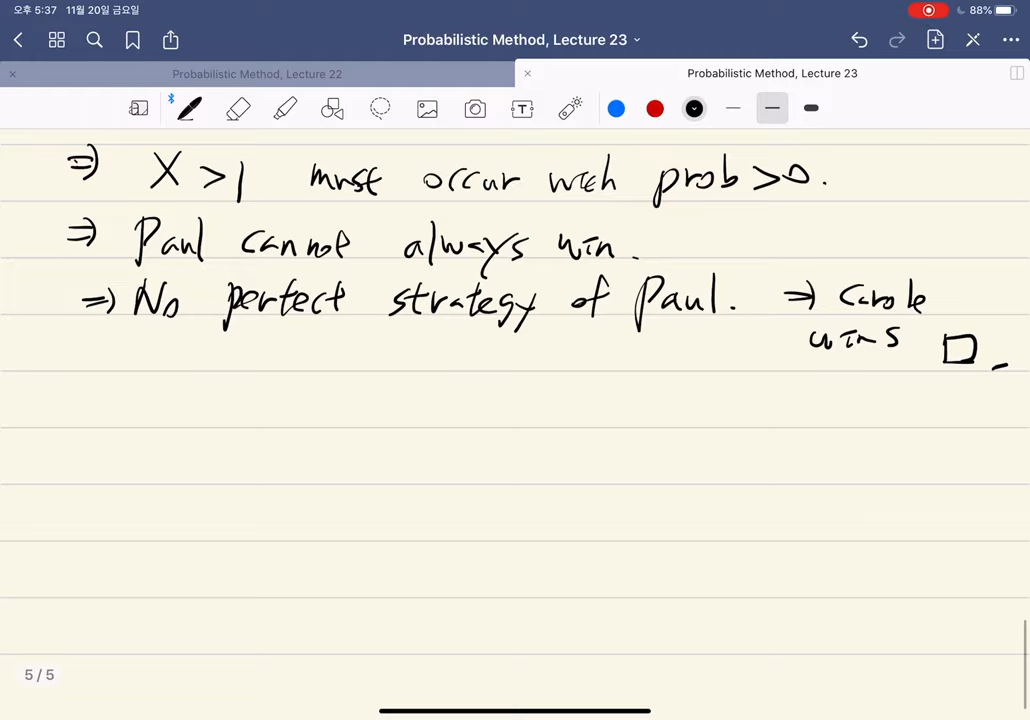 오후 5:37 11월 20일 금요일 88%
Probabilistic Method, Lecture 23
Probabilistic Method, Lecture 22
Probabilistic Method, Lecture 23
⇒ X > 1 must occur with prob > 0.
⇒ Paul cannot always win.
⇒ No perfect strategy of Paul. ⇒ Carole
wins □
5 / 5